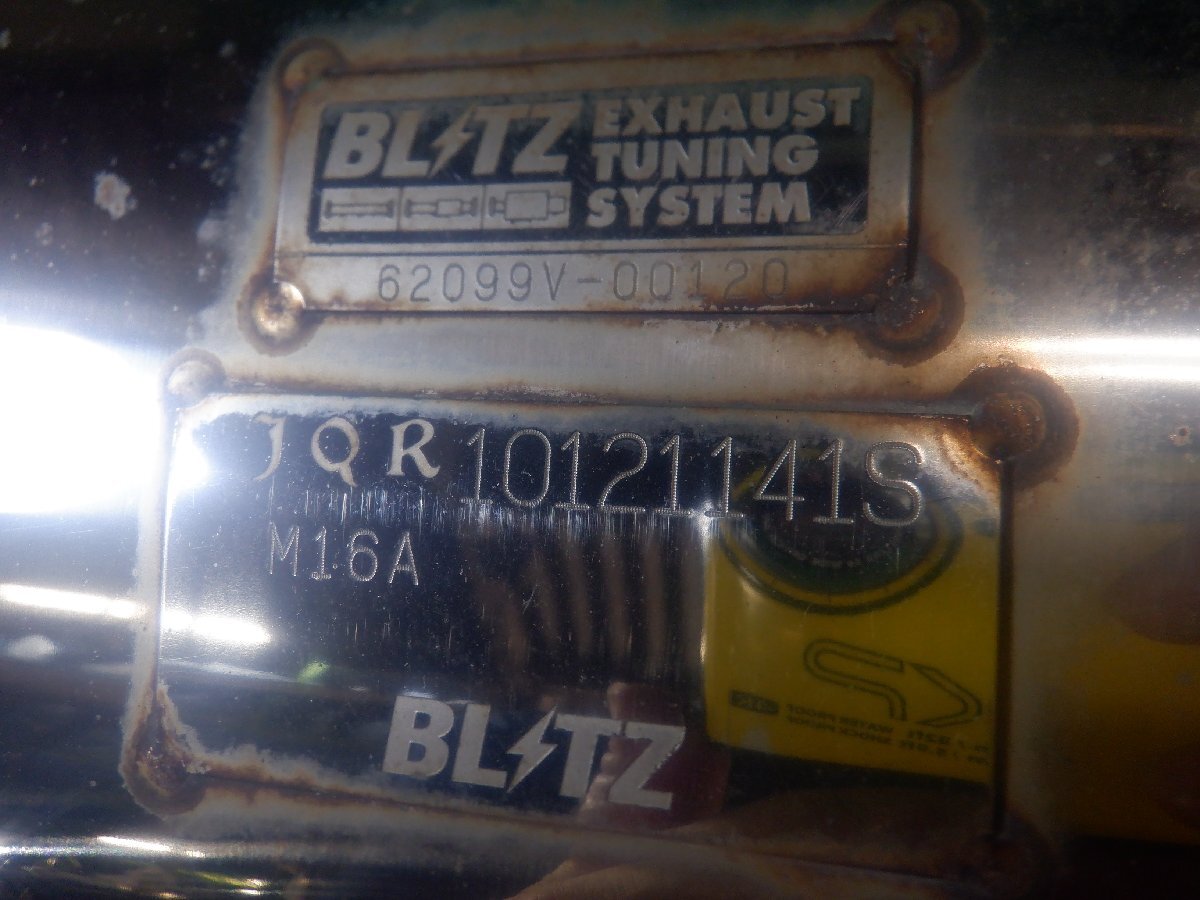 BLITZ EXHAUST
TUNING
SYSTEM
62099V-00120
JQR 10121141S
M16A
BLITZ